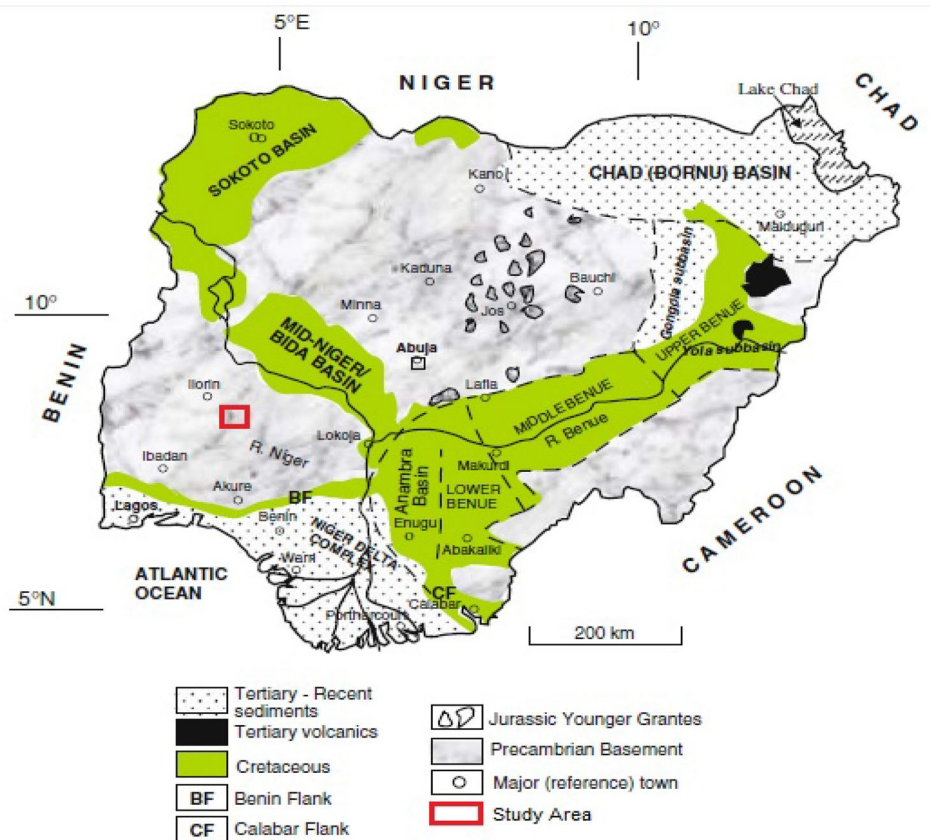 5°E
10°
NIGER
CHAD
Lake Chad
Sokoto
SOKOTO BASIN
Kano
CHAD (BORNU) BASIN
Maiduguri
Kaduna
Bauchi
Gongola subbasin
10°
Minna
Jos
MID-NIGER/
BIDA BASIN
UPPER BENUE
Yola subbasin
Abuja
BENIN
Ilorin
Lafia
MIDDLE BENUE
R. Benue
Lokoja
R. Niger
Ibadan
Makurdi
Anambra
Basin
LOWER
BENUE
CAMEROON
Akure
BF
Lagos
Benin
Enugu
NIGER DELTA
COMPLEX
Abakaliki
Warri
ATLANTIC
OCEAN
5°N
CF
Calabar
Portharcourt
200 km
Tertiary - Recent
sediments
Tertiary volcanics
Cretaceous
BF Benin Flank
CF Calabar Flank
Jurassic Younger Grantes
Precambrian Basement
Major (reference) town
Study Area